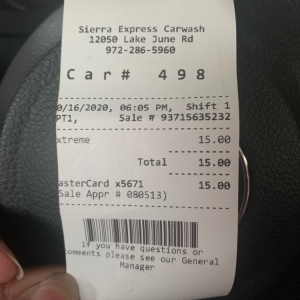 Sierra Express Carwash
12050 Lake June Rd
972-286-5960
Car# 498
0/16/2020, 06:05 PM, Shift 1
PT1, Sale # 93715635232
xtreme 15.00
Total 15.00
asterCard x5671 15.00
Sale Appr # 080513)
If you have questions or
comments please see our General
Manager